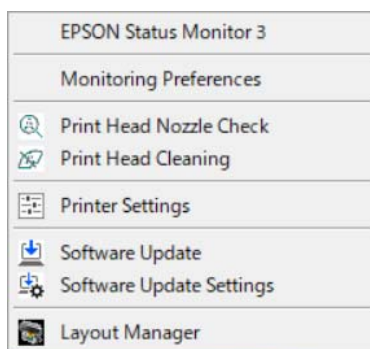 EPSON Status Monitor 3
Monitoring Preferences
Print Head Nozzle Check
Print Head Cleaning
Printer Settings
Software Update
Software Update Settings
Layout Manager